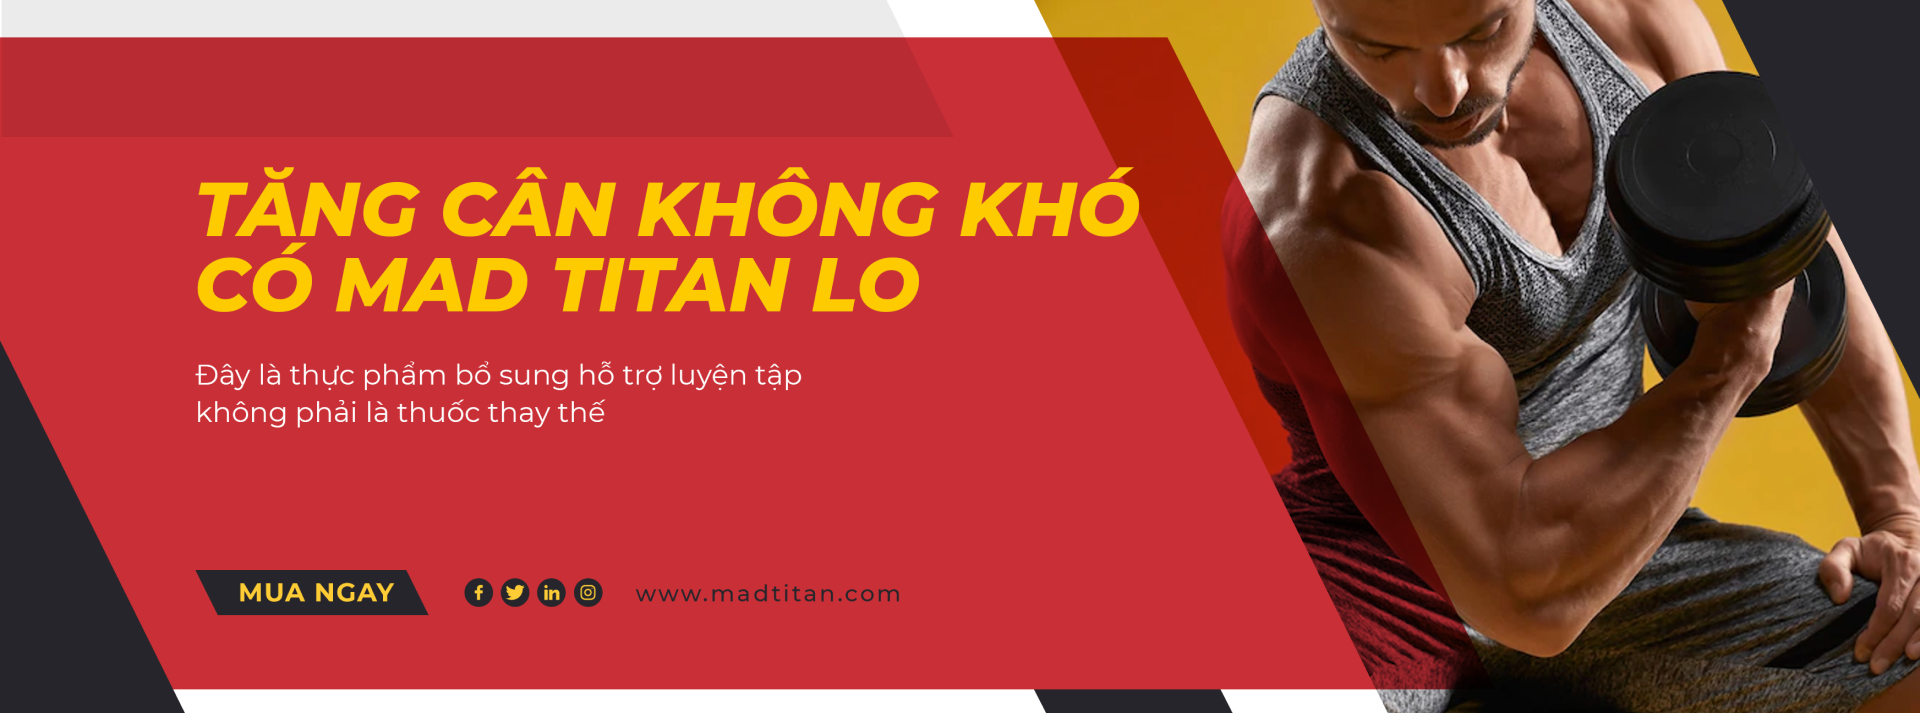 TĂNG CÂN KHÔNG KHÓ
CÓ MAD TITAN LO
Đây là thực phẩm bổ sung hỗ trợ luyện tập
không phải là thuốc thay thế
MUA NGAY
www.madtitan.com